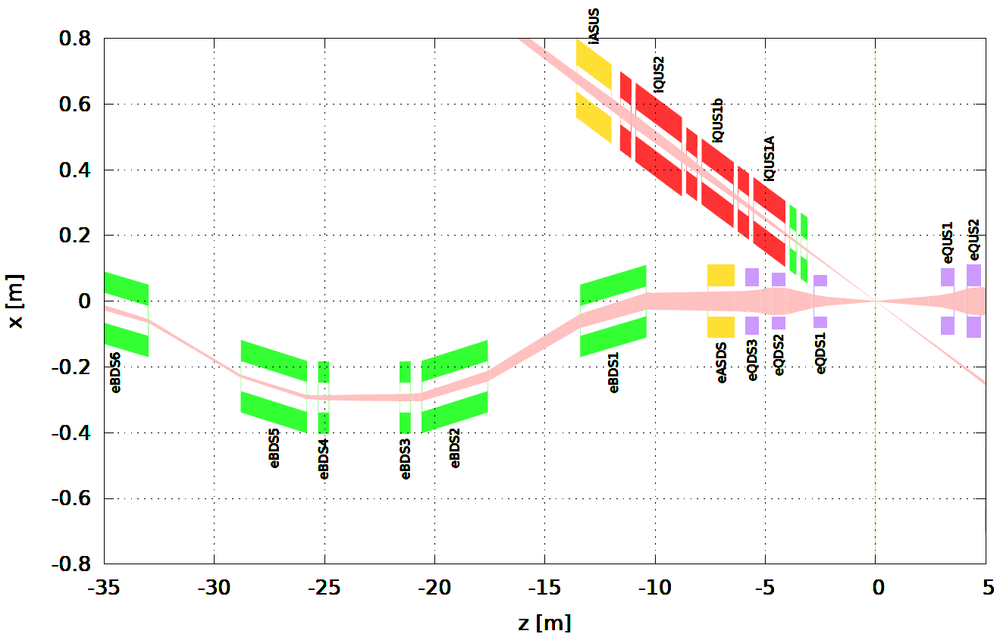 iASUS
iQUS2
iQUS1b
iQUS1A
eQUS1
eQUS2
eBDS6
eBDS5
eBDS4
eBDS3
eBDS2
eBDS1
eASDS
eQDS3
eQDS2
eQDS1
0.8
0.6
0.4
0.2
0
-0.2
-0.4
-0.6
-0.8
x [m]
-35 -30 -25 -20 -15 -10 -5 0 5
z [m]